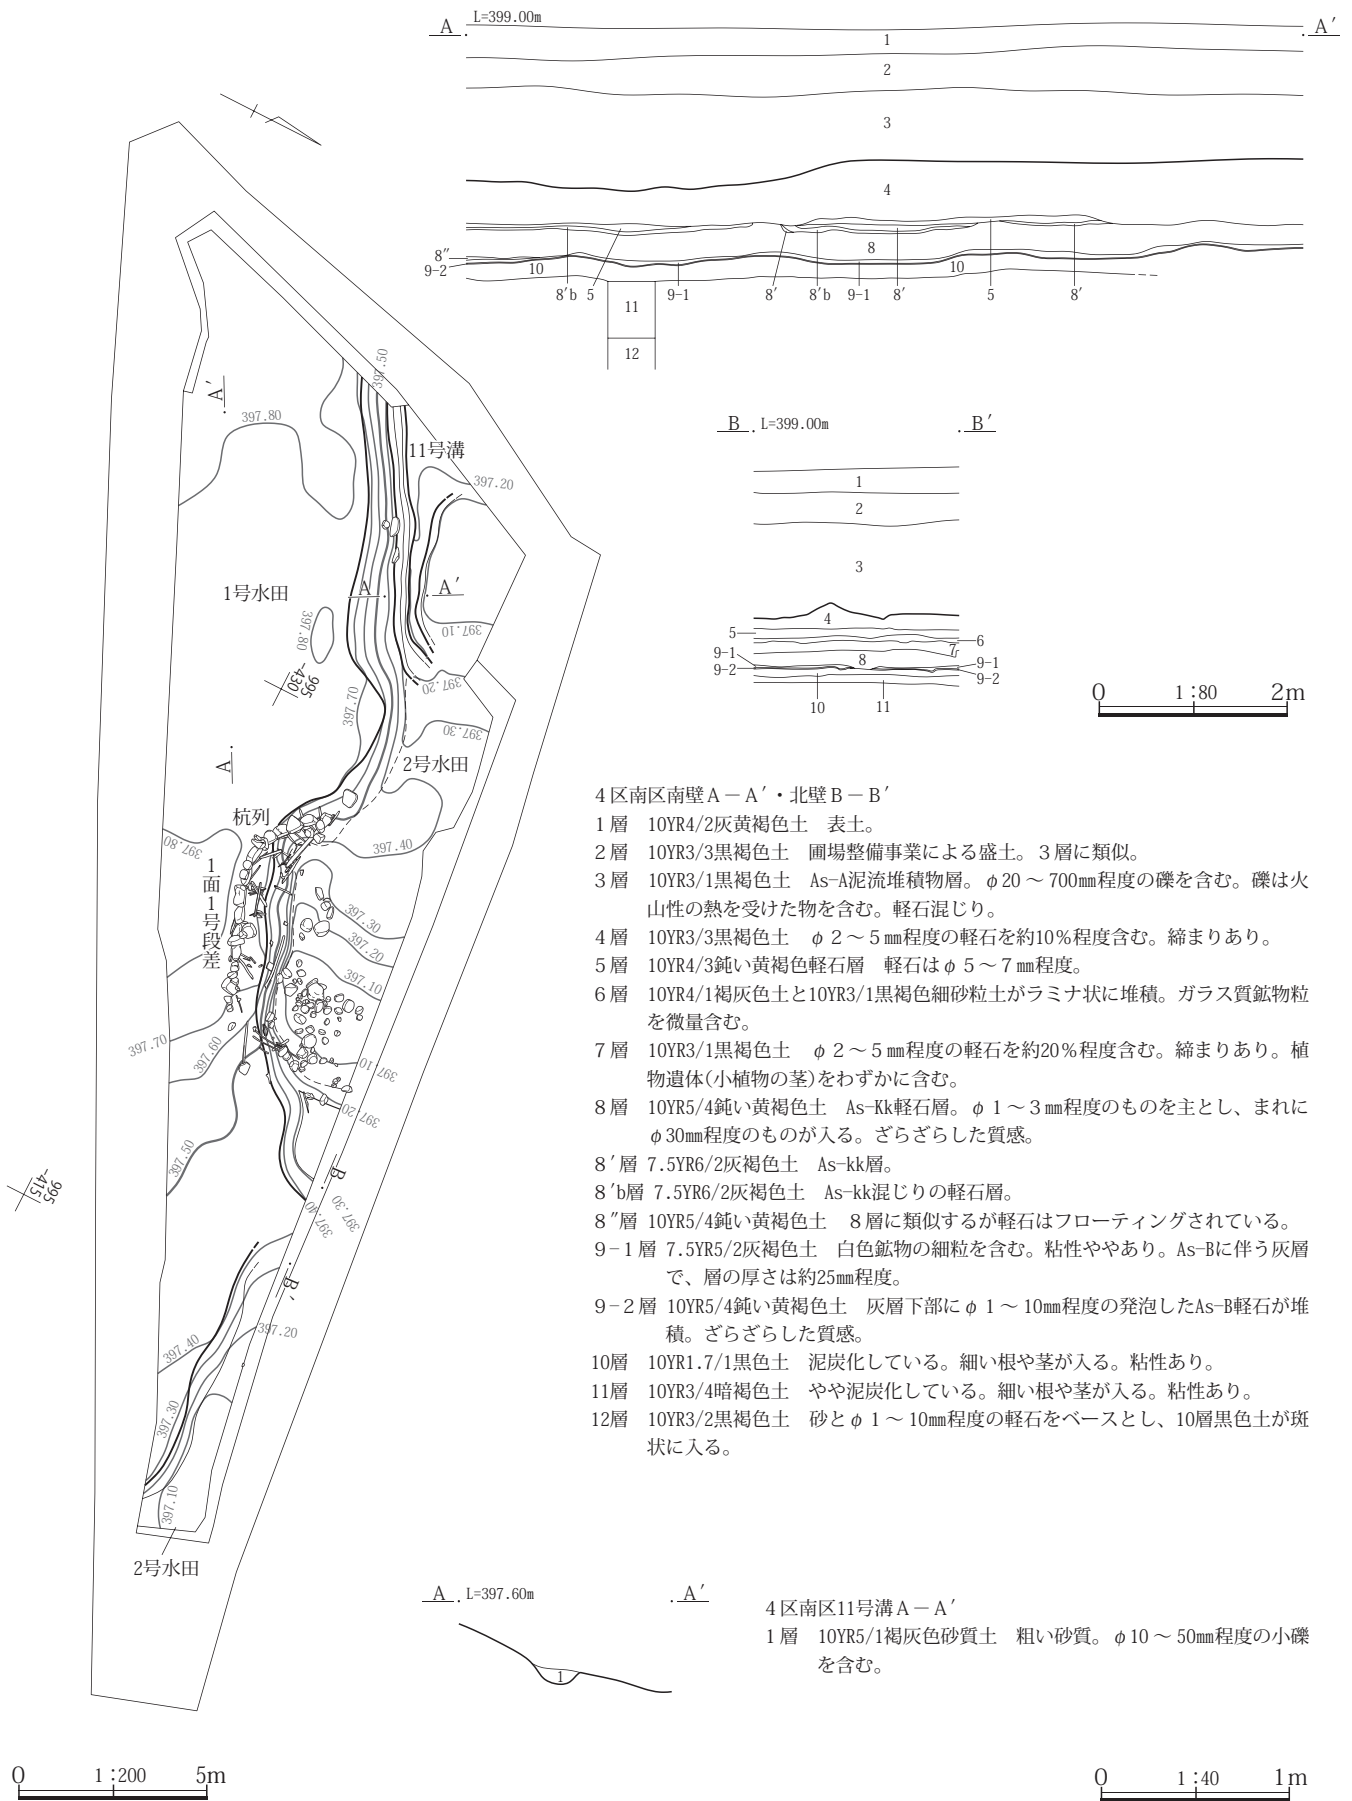 A L=399.00m A′
1
2
3
4
8″
9-2
10
8
10
8′b 5 9-1 8′ 8′b 9-1 8′ 5 8′
11
12
B L=399.00m B′
1
2
3
4
5
6
7
8
9-1
9-2
9-1
9-2
10 11
0 1:80 2m
397.50
A′
397.80
11号溝
397.20
1号水田
A A′
397.80
397.10
995
-430
397.20
397.70
397.30
A
2号水田
杭列
397.80
397.40
1面1号段差
397.30
397.20
397.10
397.70
397.60
397.10
397.20
397.50
B
995
-415
397.30
397.40
B′
397.20
397.40
397.30
397.10
2号水田
4区南区南壁A-A′・北壁B-B′
1層 10YR4/2灰黄褐色土 表土。
2層 10YR3/3黒褐色土 圃場整備事業による盛土。3層に類似。
3層 10YR3/1黒褐色土 As-A泥流堆積物層。φ20～700㎜程度の礫を含む。礫は火
山性の熱を受けた物を含む。軽石混じり。
4層 10YR3/3黒褐色土 φ2～5㎜程度の軽石を約10％程度含む。締まりあり。
5層 10YR4/3鈍い黄褐色軽石層 軽石はφ5～7㎜程度。
6層 10YR4/1褐灰色土と10YR3/1黒褐色細砂粒土がラミナ状に堆積。ガラス質鉱物粒
を微量含む。
7層 10YR3/1黒褐色土 φ2～5㎜程度の軽石を約20％程度含む。締まりあり。植
物遺体(小植物の茎)をわずかに含む。
8層 10YR5/4鈍い黄褐色土 As-Kk軽石層。φ1～3㎜程度のものを主とし、まれに
φ30㎜程度のものが入る。ざらざらした質感。
8′層 7.5YR6/2灰褐色土 As-kk層。
8′b層 7.5YR6/2灰褐色土 As-kk混じりの軽石層。
8″層 10YR5/4鈍い黄褐色土 8層に類似するが軽石はフローティングされている。
9-1層 7.5YR5/2灰褐色土 白色鉱物の細粒を含む。粘性ややあり。As-Bに伴う灰層
で、層の厚さは約25㎜程度。
9-2層 10YR5/4鈍い黄褐色土 灰層下部にφ1～10㎜程度の発泡したAs-B軽石が堆
積。ざらざらした質感。
10層 10YR1.7/1黒色土 泥炭化している。細い根や茎が入る。粘性あり。
11層 10YR3/4暗褐色土 やや泥炭化している。細い根や茎が入る。粘性あり。
12層 10YR3/2黒褐色土 砂とφ1～10㎜程度の軽石をベースとし、10層黒色土が斑
状に入る。
A L=397.60m A′
1
4区南区11号溝A-A′
1層 10YR5/1褐灰色砂質土 粗い砂質。φ10～50㎜程度の小礫
を含む。
0 1:200 5m
0 1:40 1m